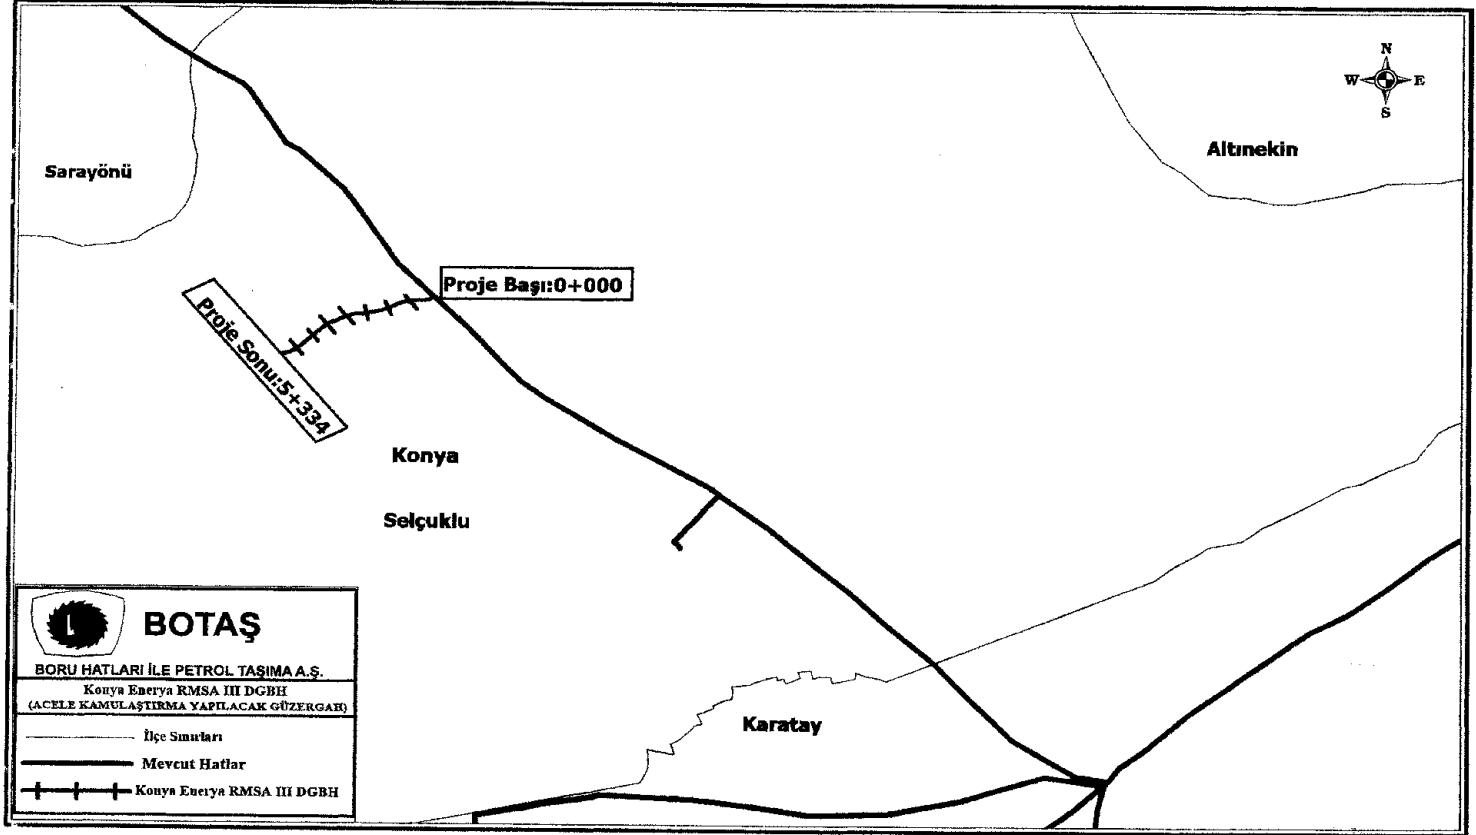 N
W E
S
Altınekin
Sarayönü
Proje Başı:0+000
Proje Sonu:5+334
Konya
Selçuklu
Karatay
BOTAŞ
BORU HATLARI İLE PETROL TAŞIMA A.Ş.
Konya Enerya RMSA III DGBH
(ACELE KAMULAŞTIRMA YAPILACAK GÜZERGAH)
İlçe Sınırları
Mevcut Hatlar
Konya Enerya RMSA III DGBH